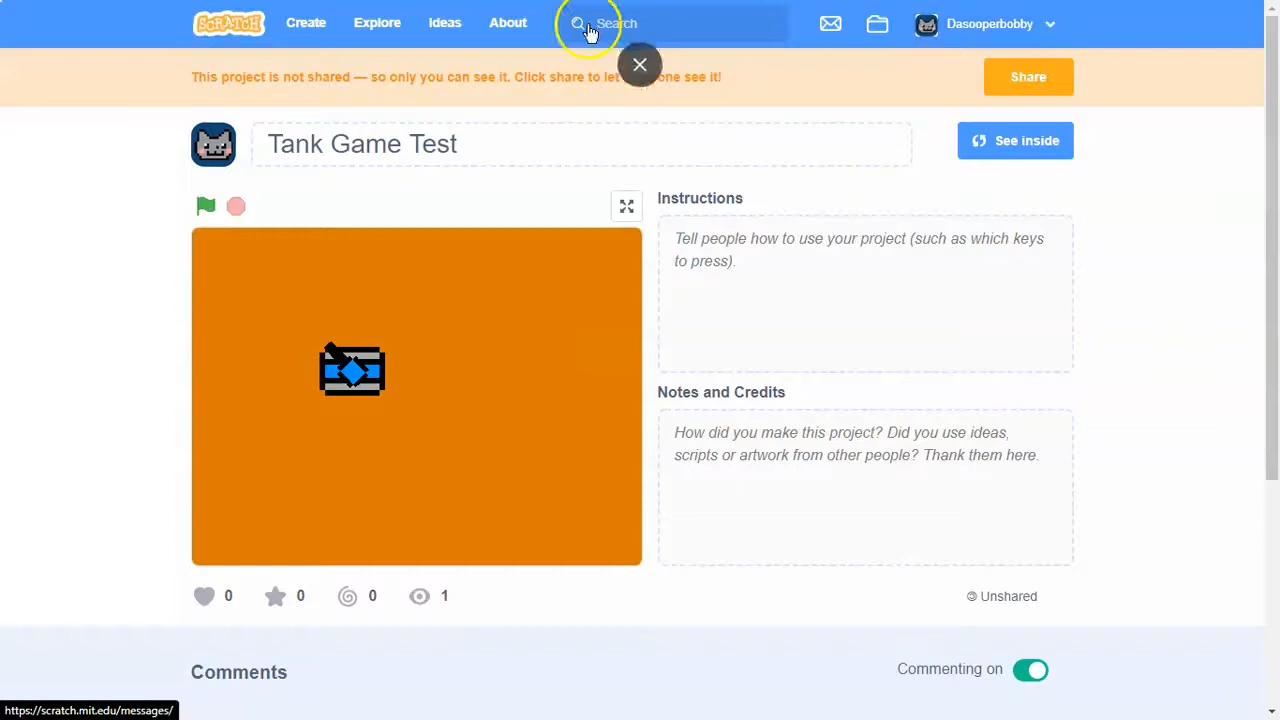 SCRATCH Create Explore Ideas About Search Dasooperbobby
This project is not shared — so only you can see it. Click share to let one see it! Share
Tank Game Test See inside
Instructions
Tell people how to use your project (such as which keys
to press).
Notes and Credits
How did you make this project? Did you use ideas,
scripts or artwork from other people? Thank them here.
0 0 0 1 Unshared
Comments Commenting on
https://scratch.mit.edu/messages/